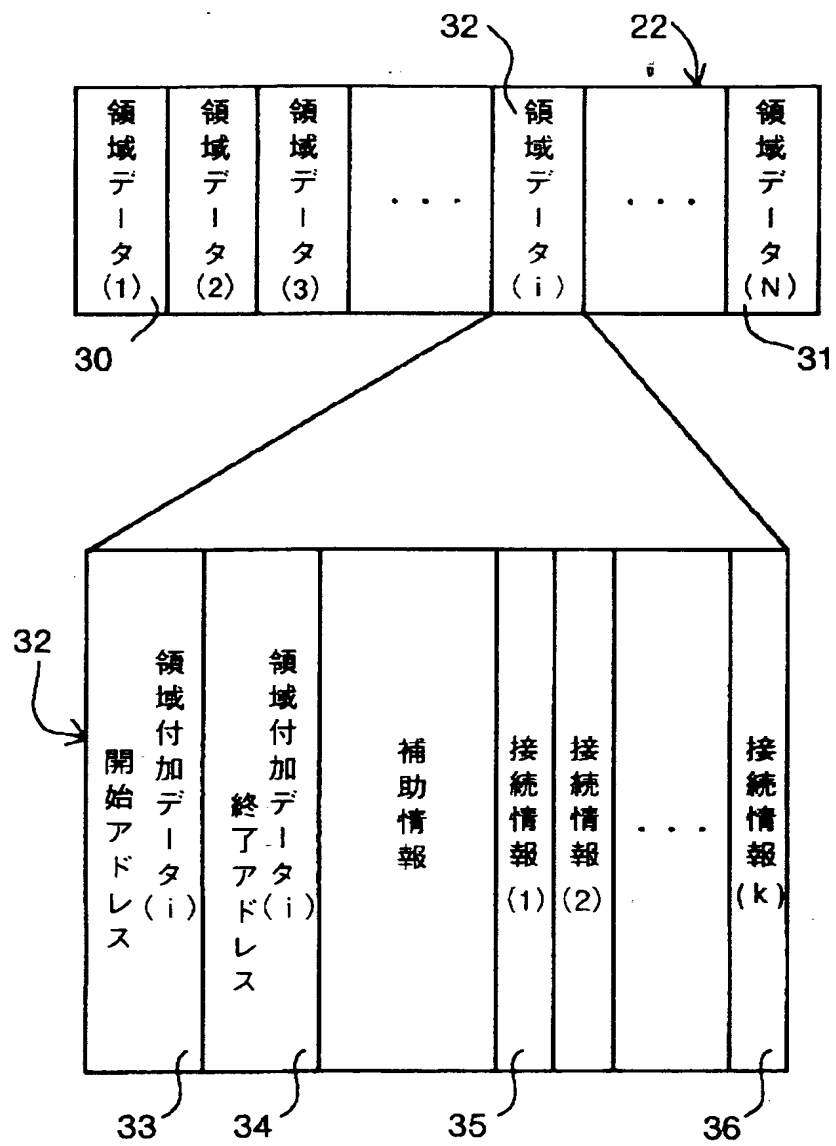 32
22
領域データ(1)
領域データ(2)
領域データ(3)
・・・
領域データ(i)
・・・
領域データ(N)
30
31
32
領域付加データ(i)
開始アドレス
領域付加データ(i)
終了アドレス
補助情報
接続情報(1)
接続情報(2)
・・・
接続情報(k)
33
34
35
36